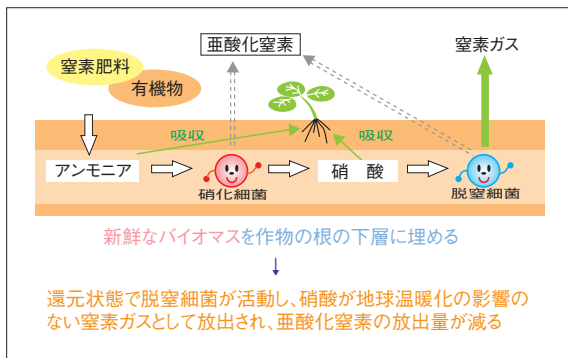 亜酸化窒素
窒素ガス
窒素肥料
有機物
吸収
吸収
アンモニア
硝化細菌
硝　酸
脱窒細菌
新鮮なバイオマスを作物の根の下層に埋める
還元状態で脱窒細菌が活動し、硝酸が地球温暖化の影響の
ない窒素ガスとして放出され、亜酸化窒素の放出量が減る